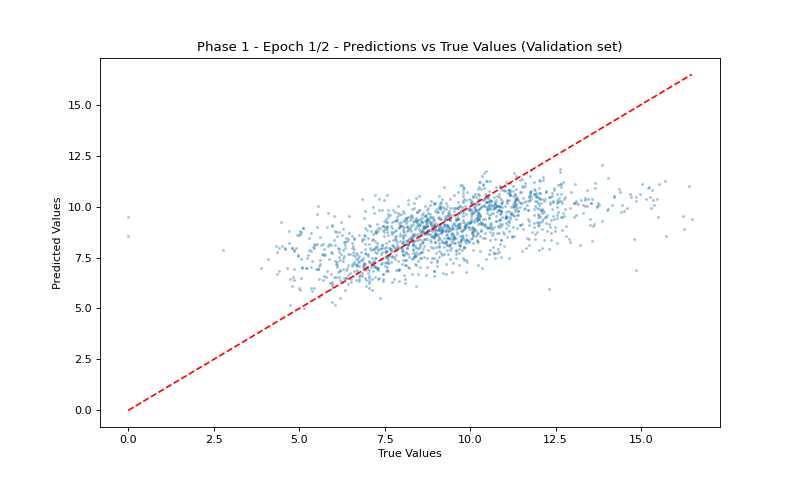 Phase 1 - Epoch 1/2 - Predictions vs True Values (Validation set)
Predicted Values
15.0
12.5
10.0
7.5
5.0
2.5
0.0
0.0 2.5 5.0 7.5 10.0 12.5 15.0
True Values